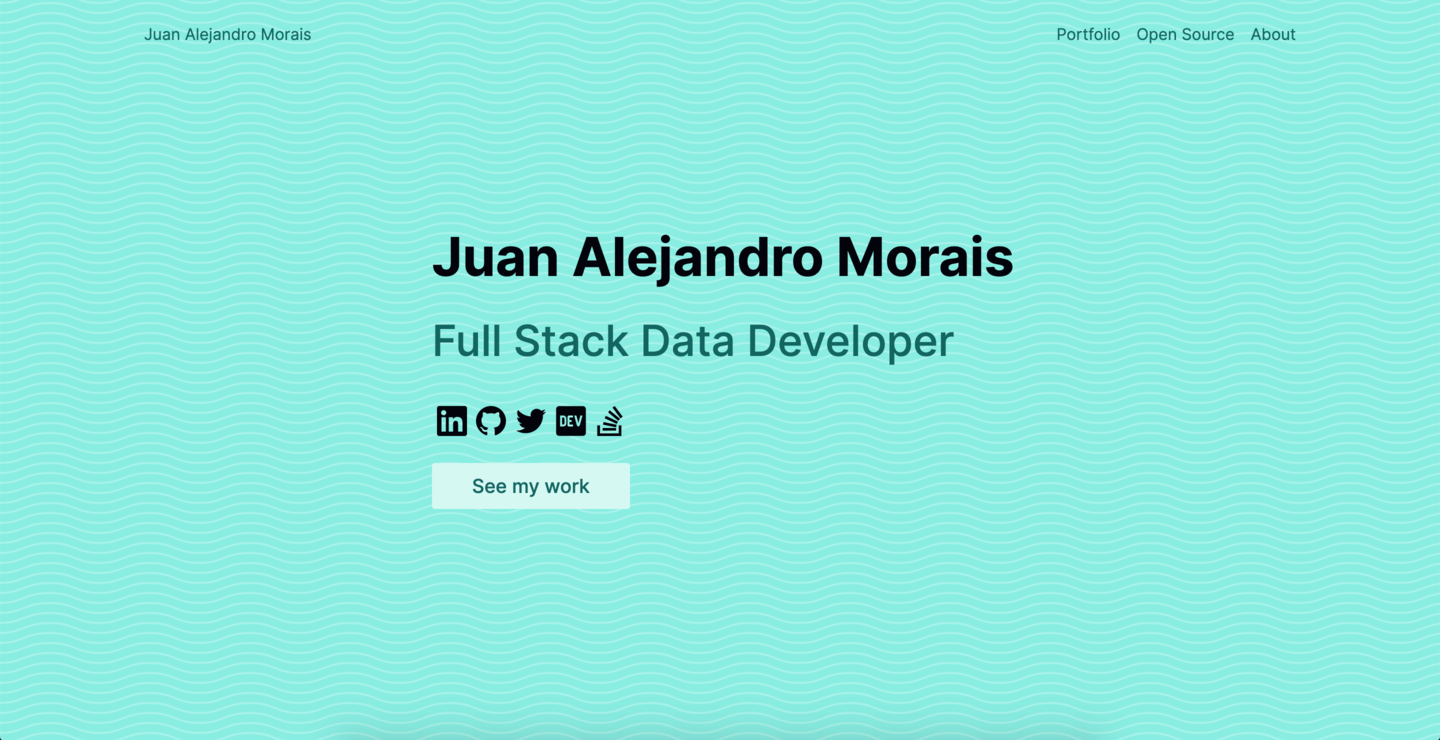 Juan Alejandro Morais
Portfolio Open Source About
Juan Alejandro Morais
Full Stack Data Developer
in DEV
See my work